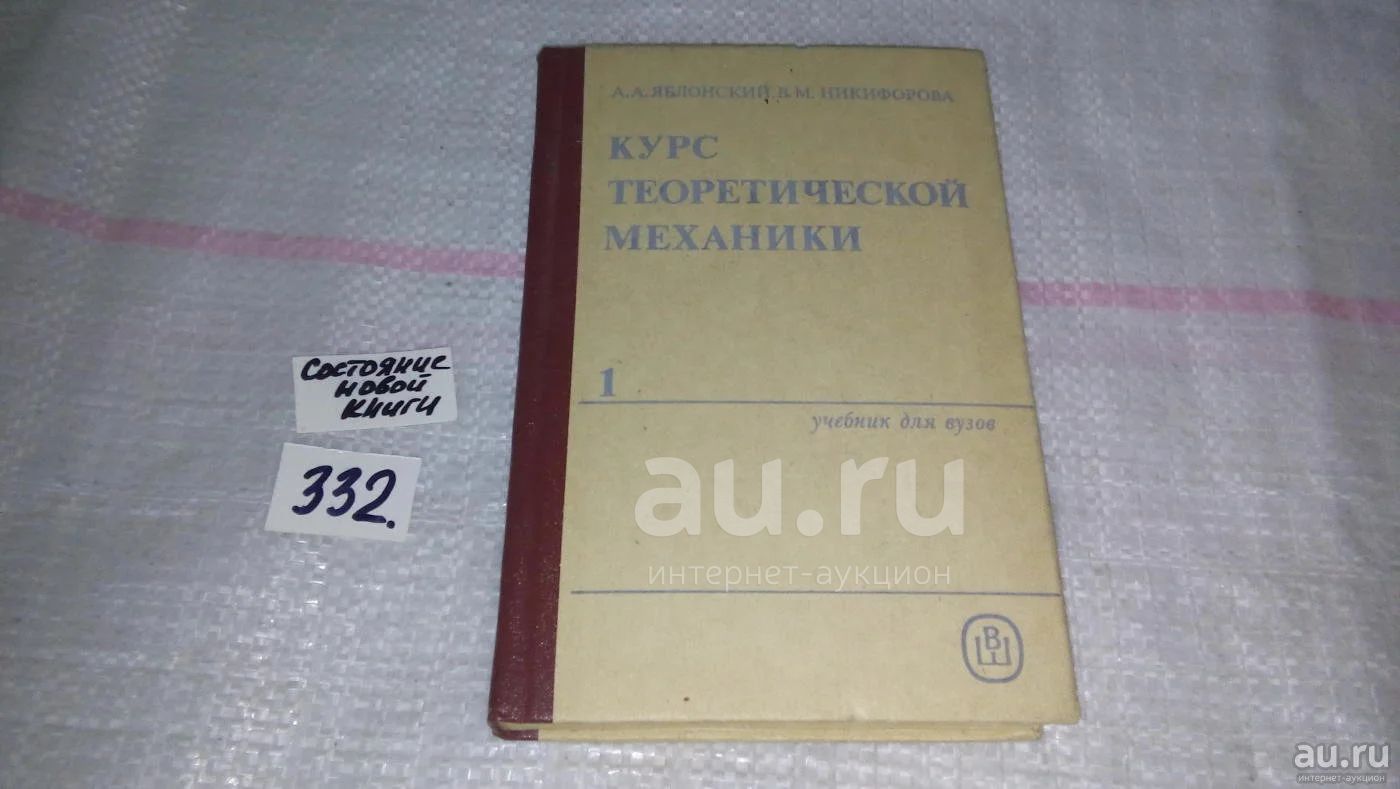 А.А.ЯБЛОНСКИЙ, В.М. НИКИФОРОВА
КУРС
ТЕОРЕТИЧЕСКОЙ
МЕХАНИКИ
1
учебник для вузов
ВШ
Состояние
новой
книги
332.
au.ru
интернет-аукцион
au.ru
интернет-аукцион